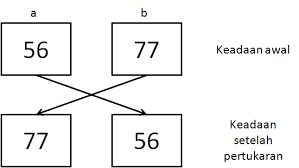 a b
56 77 Keadaan awal
77 56 Keadaan
setelah
pertukaran